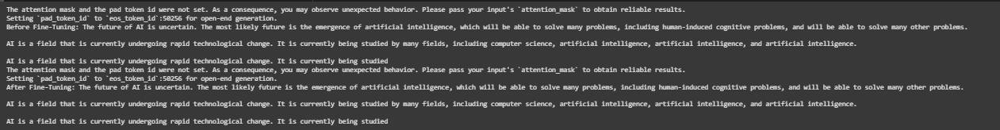 The attention mask and the pad token id were not set. As a consequence, you may observe unexpected behavior. Please pass your input's `attention_mask` to obtain reliable results.
Setting `pad_token_id` to `eos_token_id`:50256 for open-end generation.
Before Fine-Tuning: The future of AI is uncertain. The most likely future is the emergence of artificial intelligence, which will be able to solve many problems, including human-induced cognitive problems, and will be able to solve many other problems.
AI is a field that is currently undergoing rapid technological change. It is currently being studied by many fields, including computer science, artificial intelligence, artificial intelligence, and artificial intelligence.
AI is a field that is currently undergoing rapid technological change. It is currently being studied
The attention mask and the pad token id were not set. As a consequence, you may observe unexpected behavior. Please pass your input's `attention_mask` to obtain reliable results.
Setting `pad_token_id` to `eos_token_id`:50256 for open-end generation.
After Fine-Tuning: The future of AI is uncertain. The most likely future is the emergence of artificial intelligence, which will be able to solve many problems, including human-induced cognitive problems, and will be able to solve many other problems.
AI is a field that is currently undergoing rapid technological change. It is currently being studied by many fields, including computer science, artificial intelligence, artificial intelligence, and artificial intelligence.
AI is a field that is currently undergoing rapid technological change. It is currently being studied